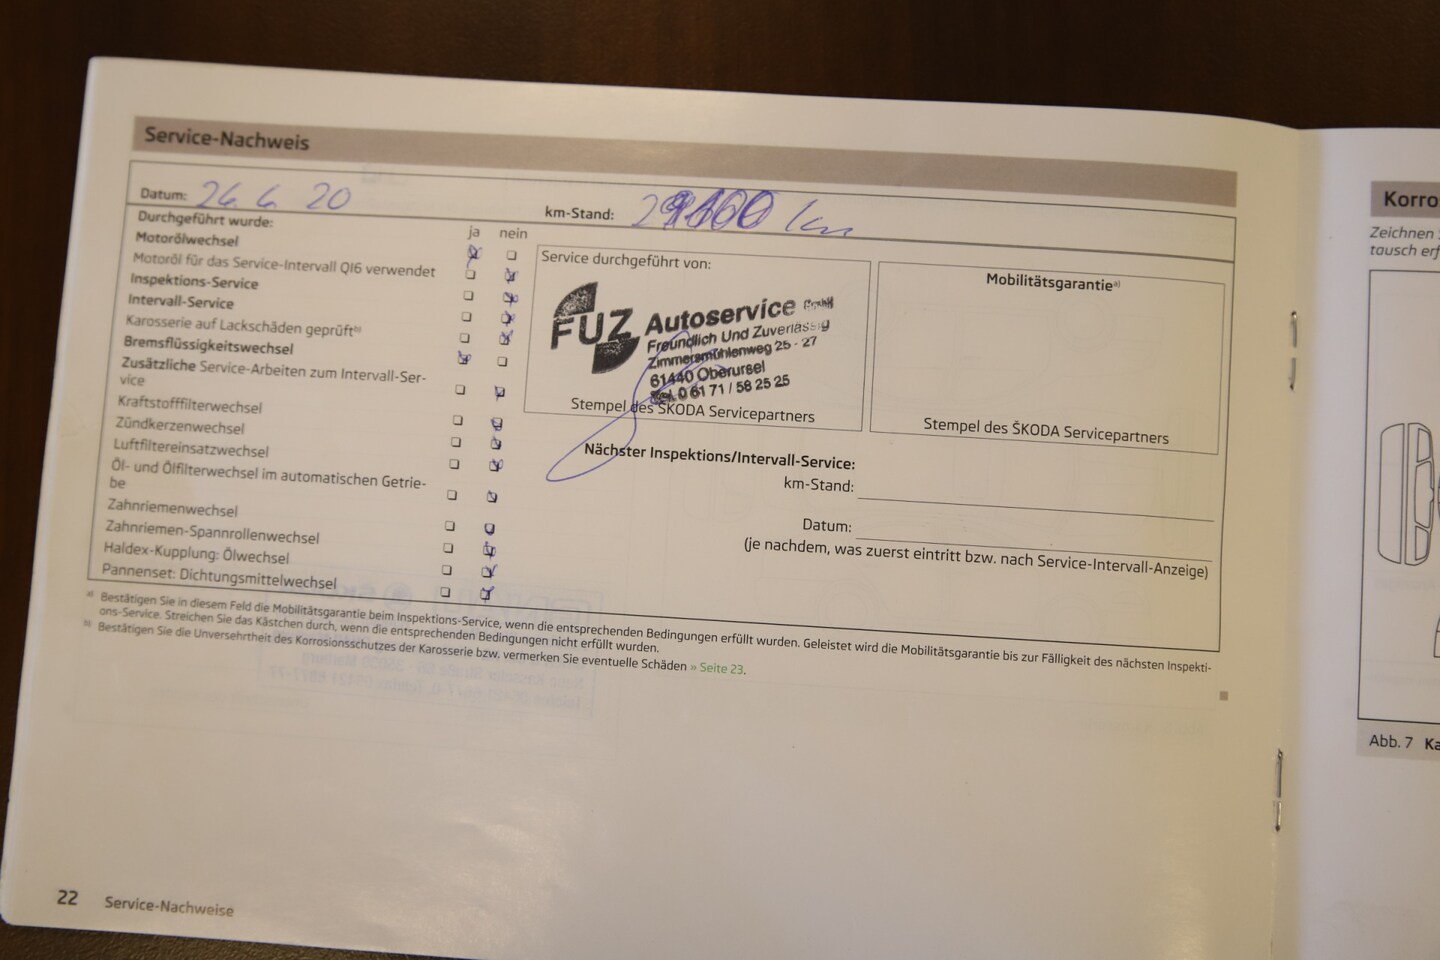 Service-Nachweis
Datum: 26. 6. 20
km-Stand: km
Durchgeführt wurde:
ja nein
Motorölwechsel
Motoröl für das Service-Intervall QI6 verwendet
Inspektions-Service
Intervall-Service
Karosserie auf Lackschäden geprüft b)
Bremsflüssigkeitswechsel
Zusätzliche Service-Arbeiten zum Intervall-Ser-
vice
Kraftstofffilterwechsel
Zündkerzenwechsel
Luftfiltereinsatzwechsel
Öl- und Ölfilterwechsel im automatischen Getrie-
be
Zahnriemenwechsel
Zahnriemen-Spannrollenwechsel
Haldex-Kupplung: Ölwechsel
Pannenset: Dichtungsmittelwechsel
Service durchgeführt von:
FUZ Autoservice GmbH
Freundlich Und Zuverlässig
Zimmersmühlenweg 25 - 27
61440 Oberursel
Tel. 0 61 71 / 58 25 25
Stempel des ŠKODA Servicepartners
Mobilitätsgarantie a)
Stempel des ŠKODA Servicepartners
Nächster Inspektions/Intervall-Service:
km-Stand:
Datum:
(je nachdem, was zuerst eintritt bzw. nach Service-Intervall-Anzeige)
a) Bestätigen Sie in diesem Feld die Mobilitätsgarantie beim Inspektions-Service, wenn die entsprechenden Bedingungen erfüllt wurden. Geleistet wird die Mobilitätsgarantie bis zur Fälligkeit des nächsten Inspekti-
ons-Service. Streichen Sie das Kästchen durch, wenn die entsprechenden Bedingungen nicht erfüllt wurden.
b) Bestätigen Sie die Unversehrtheit des Korrosionsschutzes der Karosserie bzw. vermerken Sie eventuelle Schäden » Seite 23.
22 Service-Nachweise
Korro
Zeichnen
tausch erf
Abb. 7 Ka